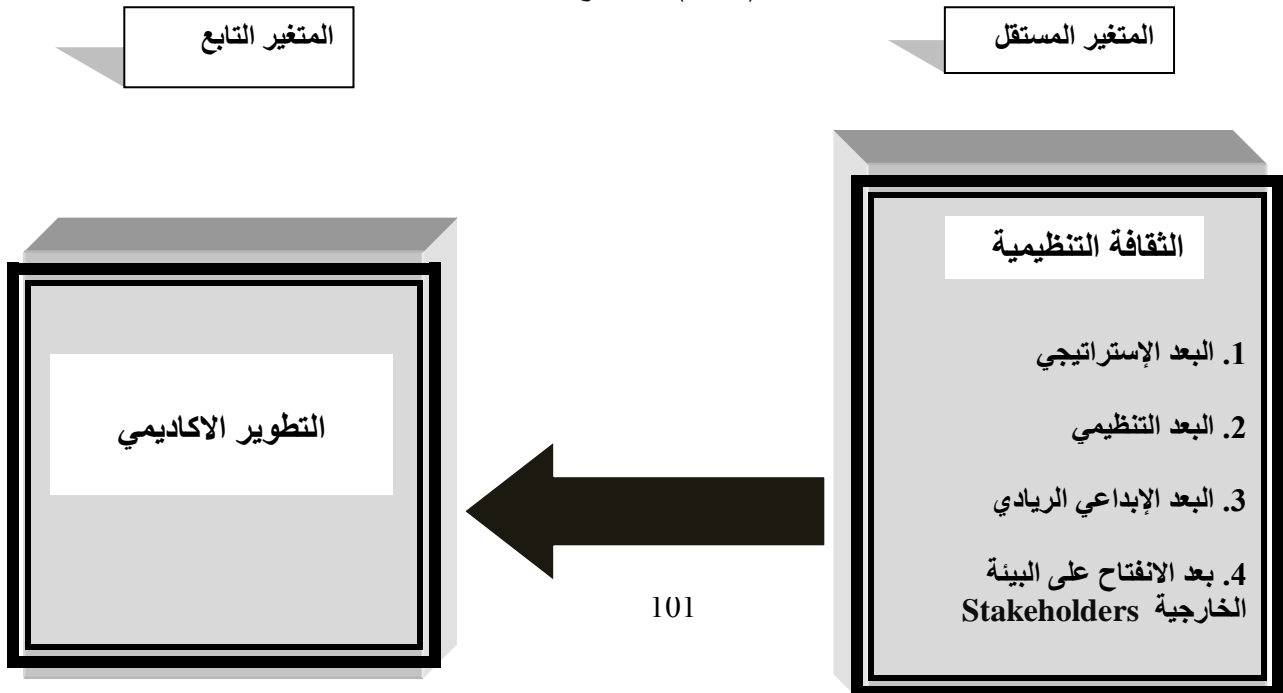 المتغير المستقل
المتغير التابع
الثقافة التنظيمية
1. البعد الإستراتيجي
2. البعد التنظيمي
3. البعد الإبداعي الريادي
4. بعد الانفتاح على البيئة
الخارجية Stakeholders
التطوير الاكاديمي
101